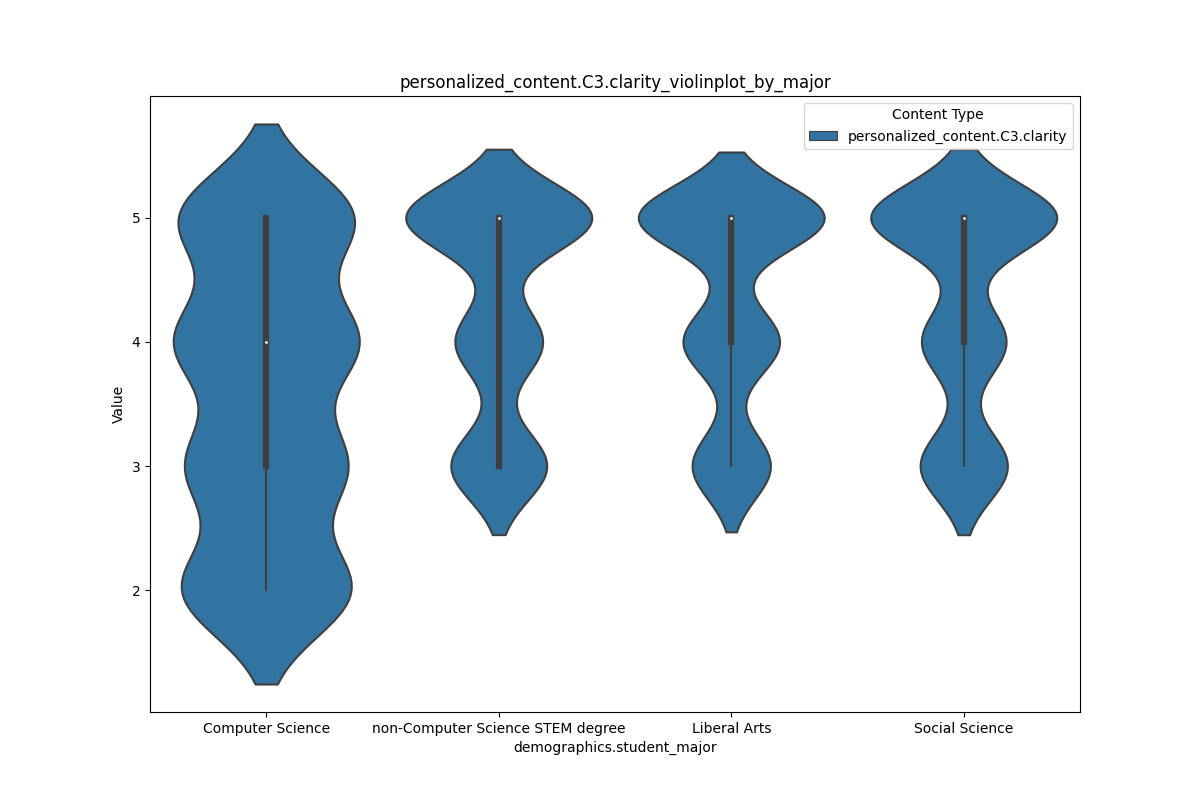 personalized_content.C3.clarity_violinplot_by_major
Content Type
personalized_content.C3.clarity
Value
5
4
3
2
Computer Science
non-Computer Science STEM degree
Liberal Arts
Social Science
demographics.student_major